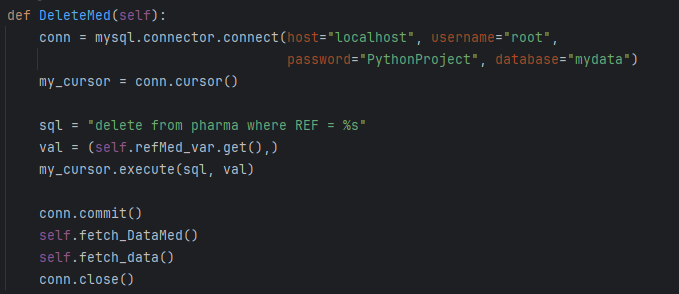 def DeleteMed(self):
    conn = mysql.connector.connect(host="localhost", username="root",
                                   password="PythonProject", database="mydata")
    my_cursor = conn.cursor()
    sql = "delete from pharma where REF = %s"
    val = (self.refMed_var.get(),)
    my_cursor.execute(sql, val)
    conn.commit()
    self.fetch_DataMed()
    self.fetch_data()
    conn.close()